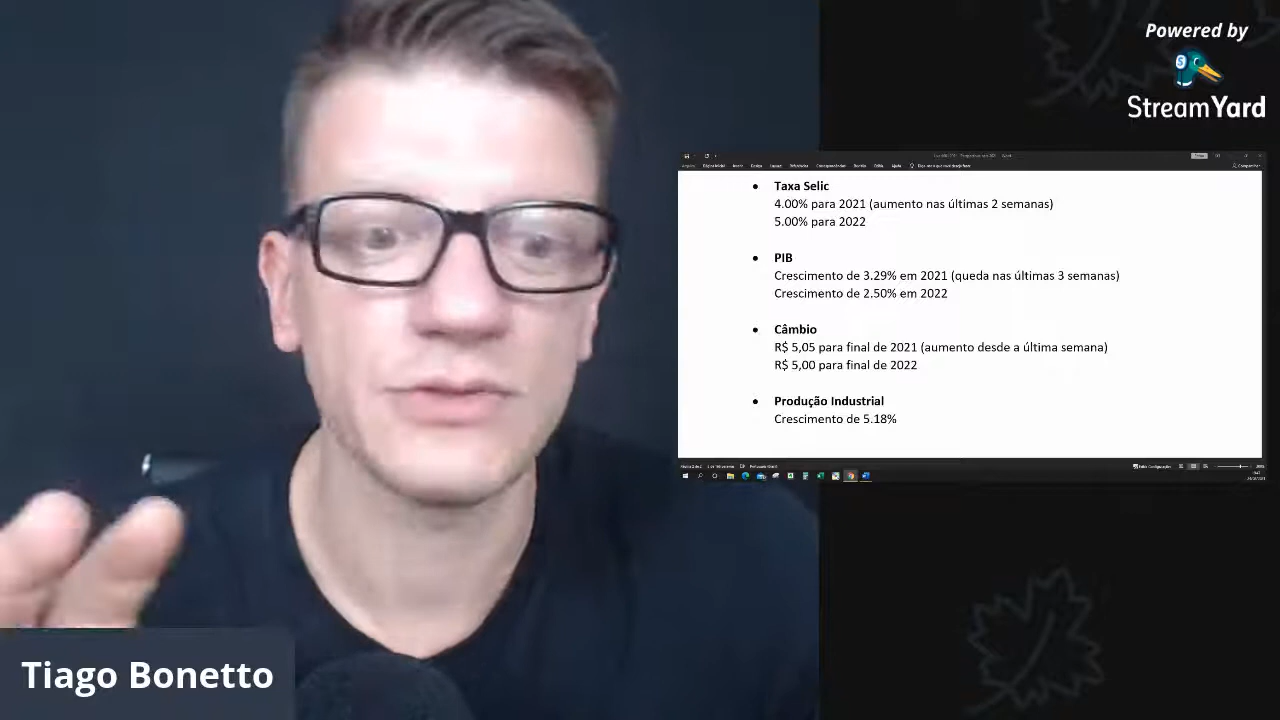 Powered by
StreamYard
Taxa Selic
4.00% para 2021 (aumento nas últimas 2 semanas)
5.00% para 2022
PIB
Crescimento de 3.29% em 2021 (queda nas últimas 3 semanas)
Crescimento de 2.50% em 2022
Câmbio
R$ 5,05 para final de 2021 (aumento desde a última semana)
R$ 5,00 para final de 2022
Produção Industrial
Crescimento de 5.18%
Tiago Bonetto